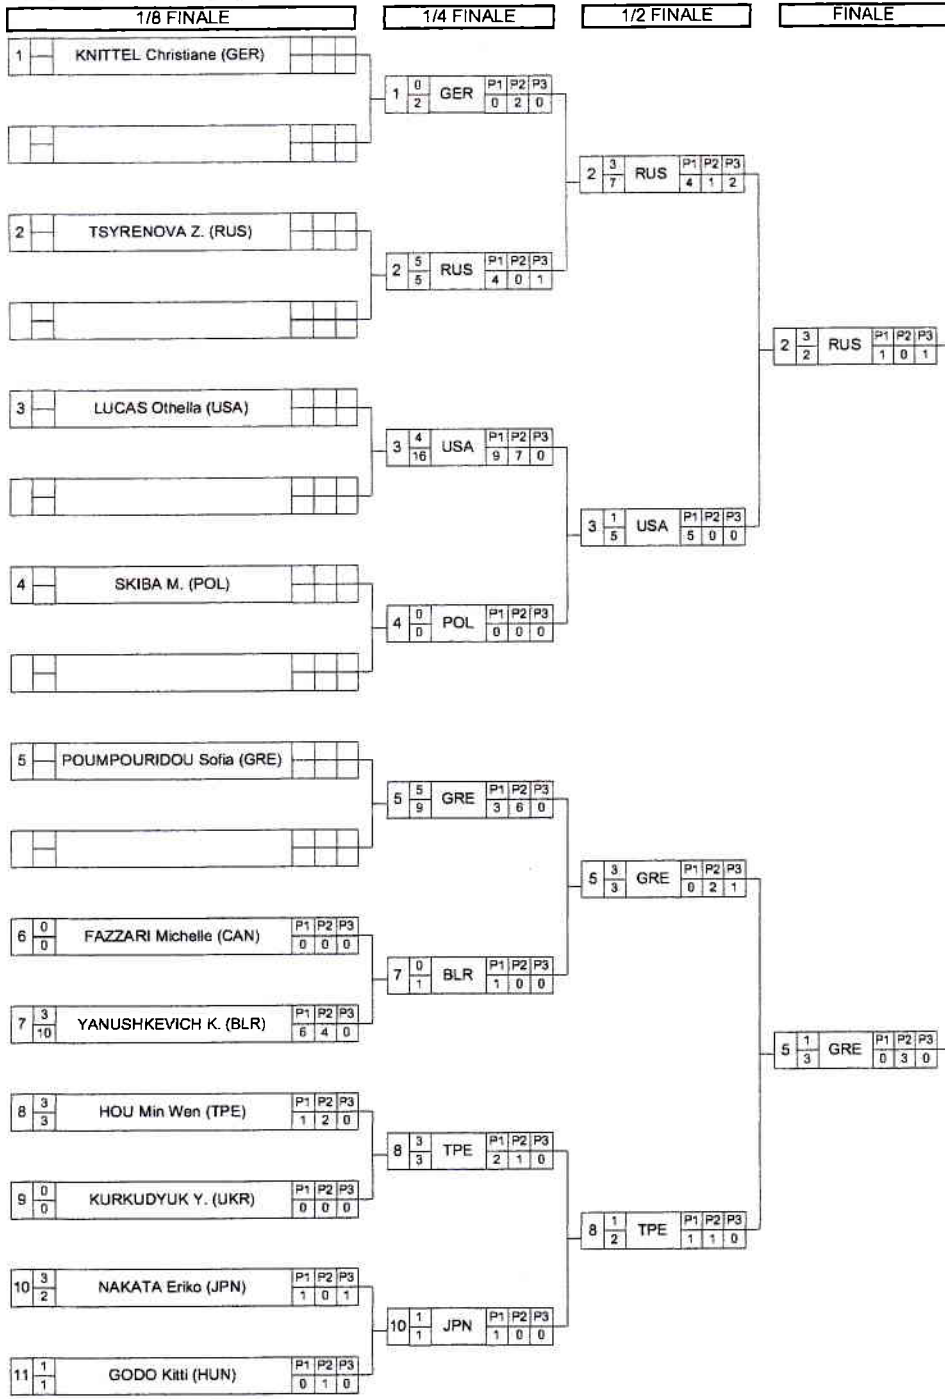 1/8 FINALE 1/4 FINALE 1/2 FINALE FINALE
1 KNITTEL Christiane (GER)
1 0 2 GER P1 P2 P3 0 2 0
2 3 7 RUS P1 P2 P3 4 1 2
2 TSYRENOVA Z. (RUS)
2 5 5 RUS P1 P2 P3 4 0 1
2 3 2 RUS P1 P2 P3 1 0 1
3 LUCAS Othella (USA)
3 4 16 USA P1 P2 P3 9 7 0
3 1 5 USA P1 P2 P3 5 0 0
4 SKIBA M. (POL)
4 0 0 POL P1 P2 P3 0 0 0
5 POUMPOURIDOU Sofia (GRE)
5 5 9 GRE P1 P2 P3 3 6 0
5 3 3 GRE P1 P2 P3 0 2 1
6 0 0 FAZZARI Michelle (CAN) P1 P2 P3 0 0 0
7 0 1 BLR P1 P2 P3 1 0 0
7 3 10 YANUSHKEVICH K. (BLR) P1 P2 P3 6 4 0
5 1 3 GRE P1 P2 P3 0 3 0
8 3 3 HOU Min Wen (TPE) P1 P2 P3 1 2 0
8 3 3 TPE P1 P2 P3 2 1 0
9 0 0 KURKUDYUK Y. (UKR) P1 P2 P3 0 0 0
8 1 2 TPE P1 P2 P3 1 1 0
10 3 2 NAKATA Eriko (JPN) P1 P2 P3 1 0 1
10 1 1 JPN P1 P2 P3 1 0 0
11 1 1 GODO Kitti (HUN) P1 P2 P3 0 1 0